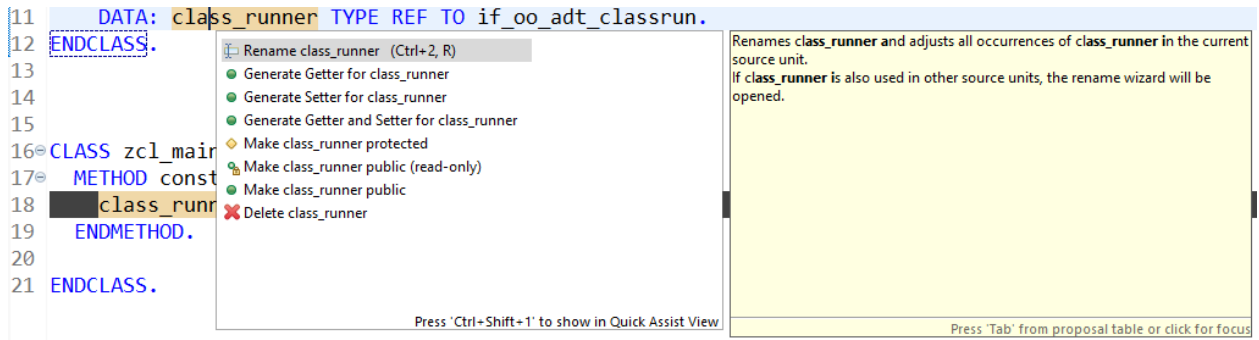 11 DATA: class_runner TYPE REF TO if_oo_adt_classrun.
12 ENDCLASS.
13
14
15
16 CLASS zcl_main
17 METHOD const
18 class_runn
19 ENDMETHOD.
20
21 ENDCLASS.
Rename class_runner (Ctrl+2, R)
Generate Getter for class_runner
Generate Setter for class_runner
Generate Getter and Setter for class_runner
Make class_runner protected
Make class_runner public (read-only)
Make class_runner public
Delete class_runner
Press 'Ctrl+Shift+1' to show in Quick Assist View
Renames class_runner and adjusts all occurrences of class_runner in the current
source unit.
If class_runner is also used in other source units, the rename wizard will be
opened.
Press 'Tab' from proposal table or click for focus